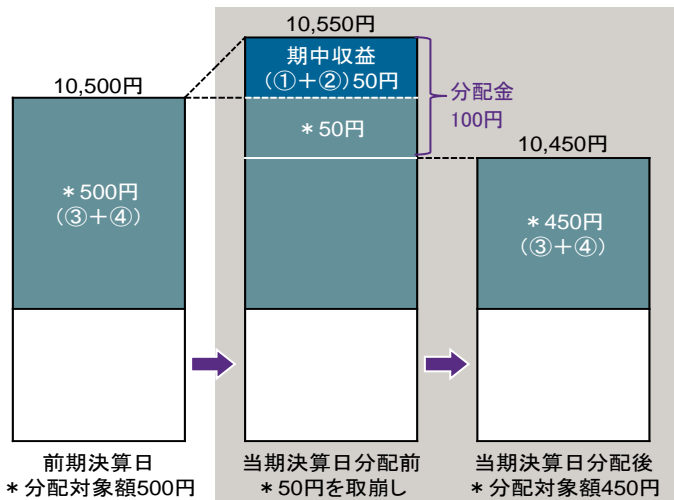 10,550円
期中収益
(①+②)50円
10,500円
分配金
100円
*50円
10,450円
*500円
(③+④)
*450円
(③+④)
前期決算日
*分配対象額500円
当期決算日分配前
*50円を取崩し
当期決算日分配後
*分配対象額450円